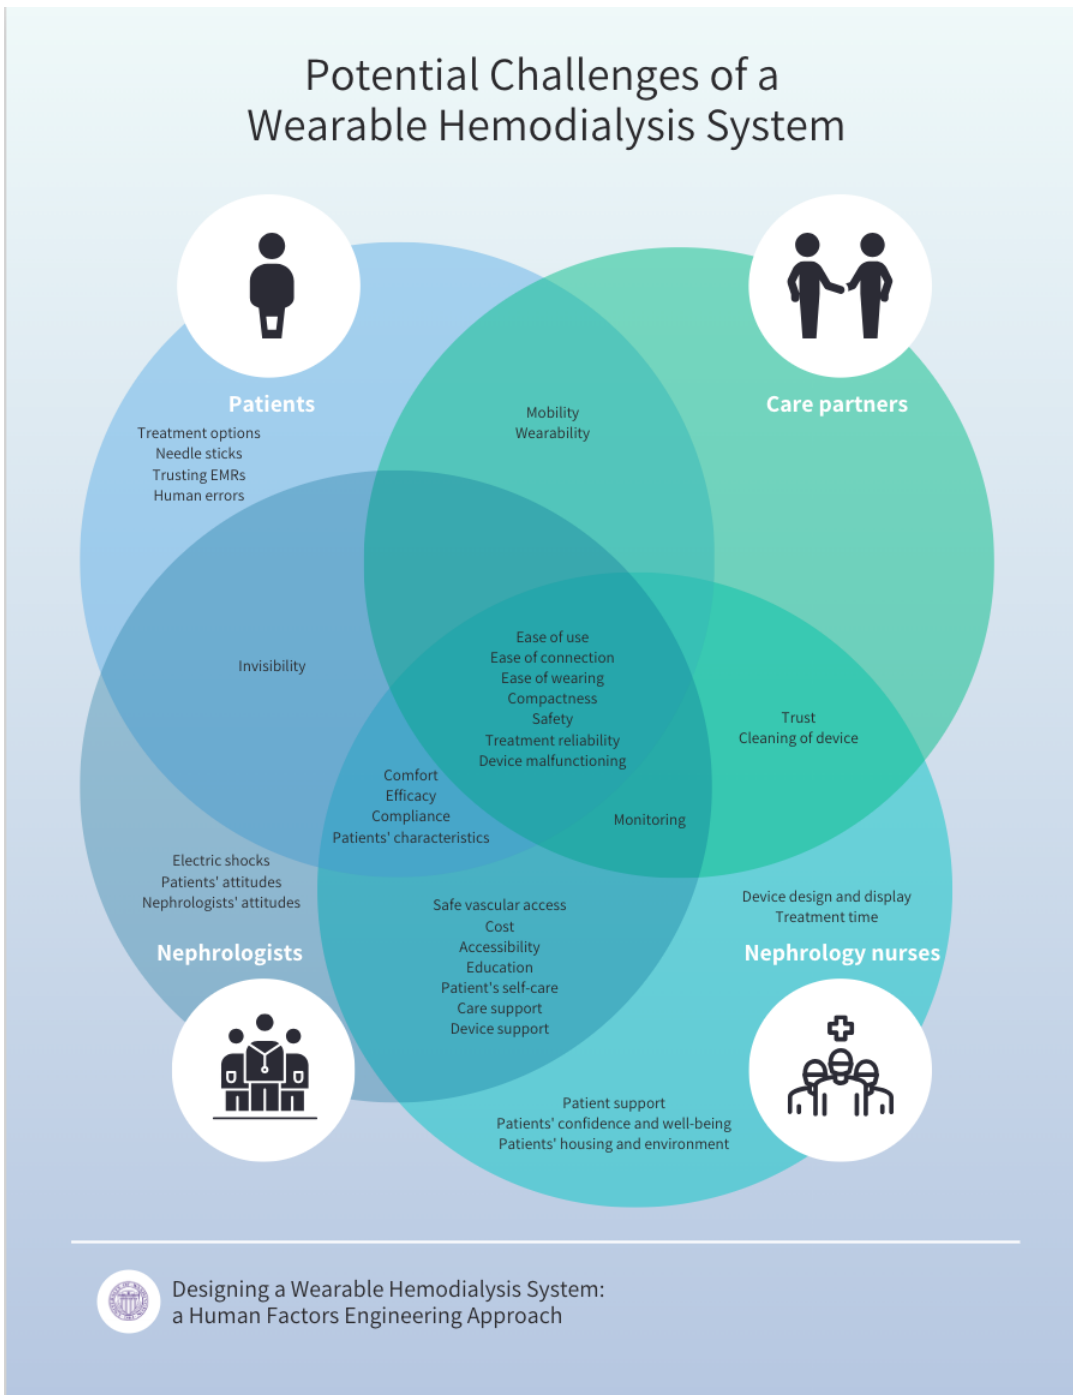 Potential Challenges of a
Wearable Hemodialysis System
Patients
Treatment options
Needle sticks
Trusting EMRs
Human errors
Mobility
Wearability
Care partners
Invisibility
Ease of use
Ease of connection
Ease of wearing
Compactness
Safety
Treatment reliability
Device malfunctioning
Trust
Cleaning of device
Comfort
Efficacy
Compliance
Patients' characteristics
Monitoring
Electric shocks
Patients' attitudes
Nephrologists' attitudes
Nephrologists
Safe vascular access
Cost
Accessibility
Education
Patient's self-care
Care support
Device support
Device design and display
Treatment time
Nephrology nurses
Patient support
Patients' confidence and well-being
Patients' housing and environment
Designing a Wearable Hemodialysis System:
a Human Factors Engineering Approach